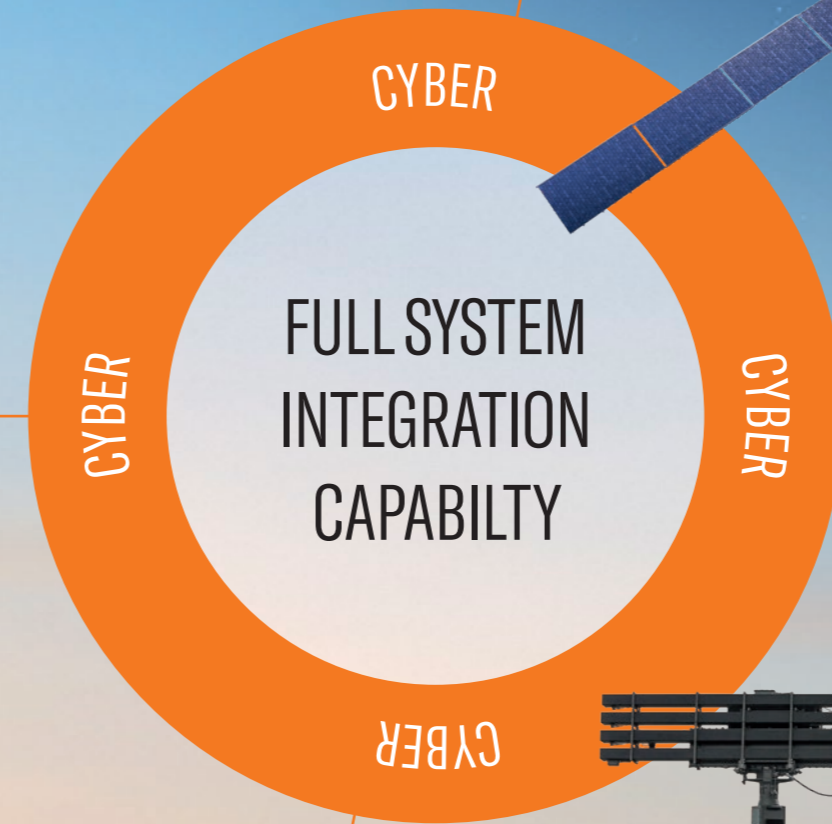 CYBER
FULL SYSTEM
INTEGRATION
CAPABILTY
CYBER
CYBER
CYBER